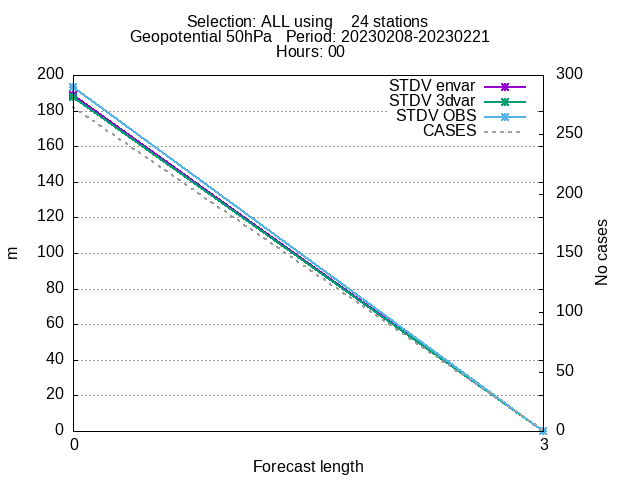 Selection: ALL using    24 stations
Geopotential 50hPa   Period: 20230208-20230221
Hours: 00
STDV envar
STDV 3dvar
STDV OBS
CASES
200
180
160
140
120
100
80
60
40
20
0
m
300
250
200
150
100
50
0
No cases
0
3
Forecast length